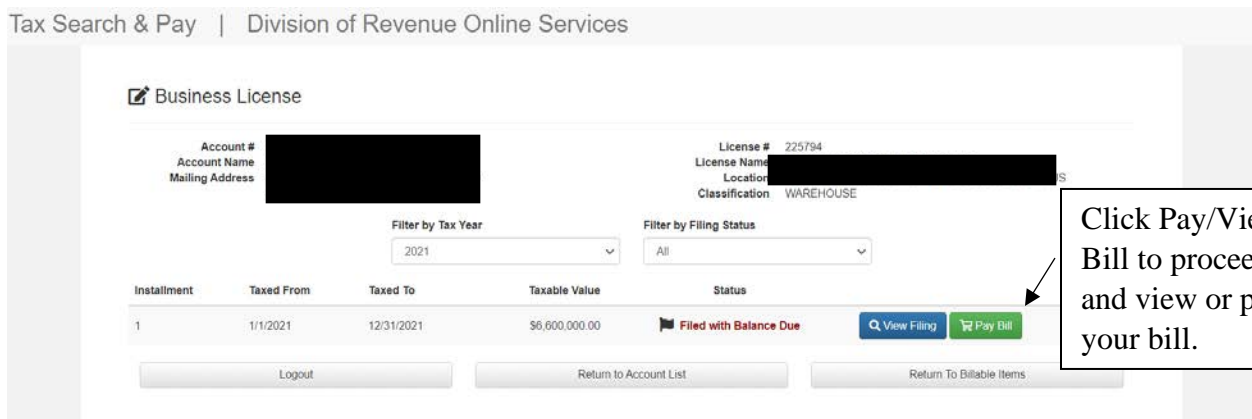 Tax Search & Pay | Division of Revenue Online Services
Business License
Account #
Account Name
Mailing Address
License # 225794
License Name
Location
Classification WAREHOUSE
Filter by Tax Year
2021
Filter by Filing Status
All
Installment Taxed From Taxed To Taxable Value Status
1 1/1/2021 12/31/2021 $6,600,000.00 Filed with Balance Due View Filing Pay Bill
Logout Return to Account List Return To Billable Items
Click Pay/Vie
Bill to procee
and view or p
your bill.